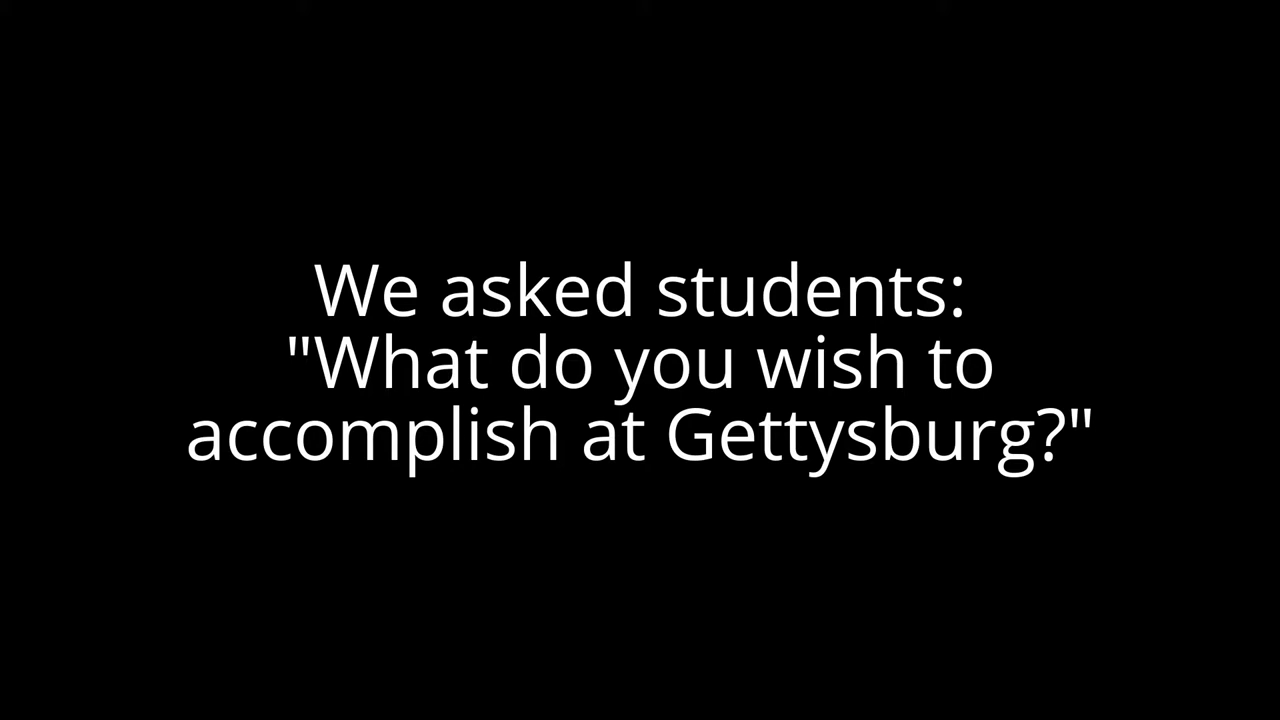 We asked students:
"What do you wish to
accomplish at Gettysburg?"